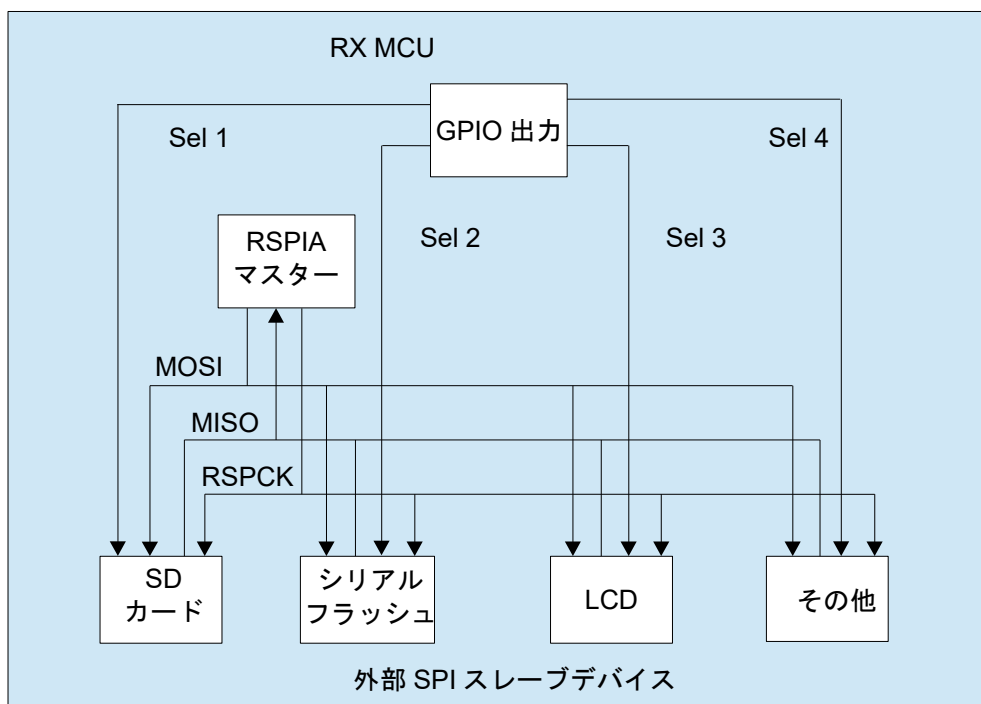 RX MCU
GPIO 出力
Sel 1
Sel 4
RSPIA
マスター
Sel 2
Sel 3
MOSI
MISO
RSPCK
SD
カード
シリアル
フラッシュ
LCD
その他
外部 SPI スレーブデバイス